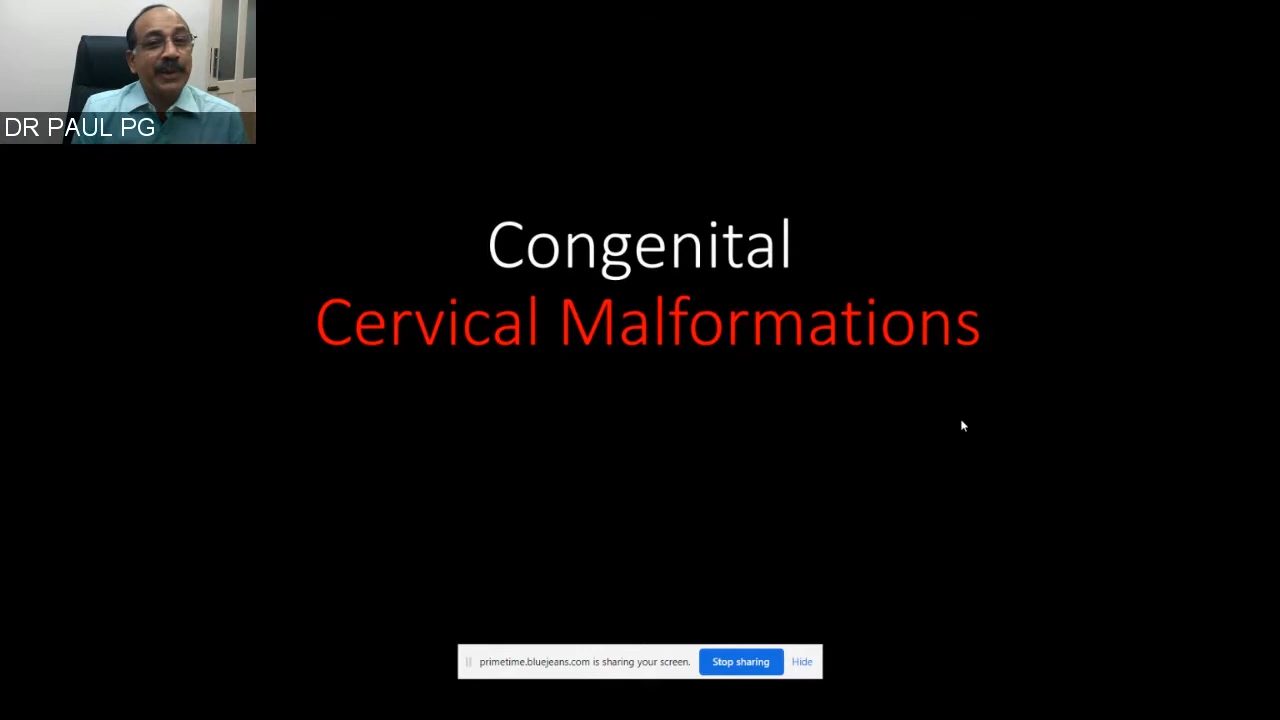 DR PAUL PG
Congenital
Cervical Malformations
primetime.bluejeans.com is sharing your screen. Stop sharing Hide